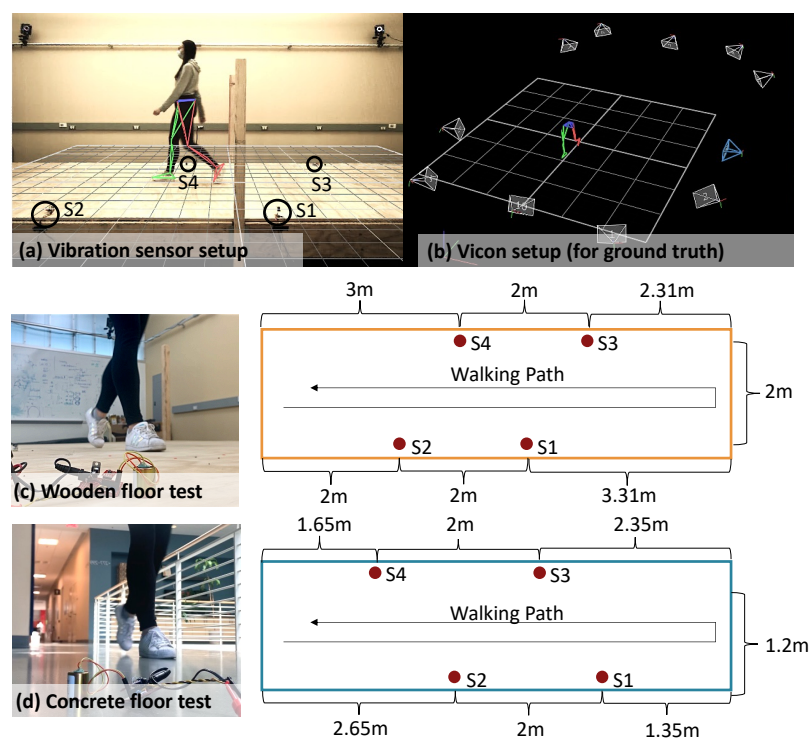 S4
S3
S2
S1
(a) Vibration sensor setup
(b) Vicon setup (for ground truth)
3m
2m
2.31m
S4
S3
Walking Path
2m
S2
S1
(c) Wooden floor test
2m
2m
3.31m
1.65m
2m
2.35m
S4
S3
Walking Path
1.2m
S2
S1
(d) Concrete floor test
2.65m
2m
1.35m